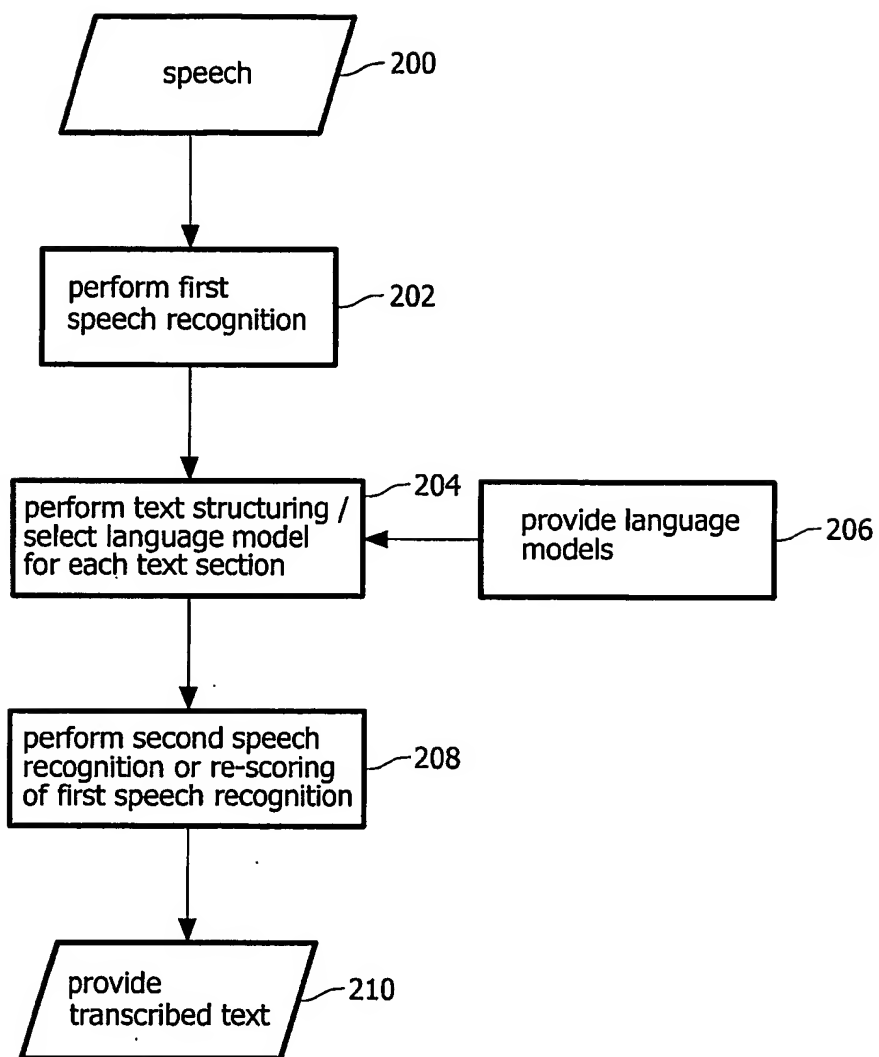 speech
200
perform first
speech recognition
202
perform text structuring /
select language model
for each text section
204
provide language
models
206
perform second speech
recognition or re-scoring
of first speech recognition
208
provide
transcribed text
210